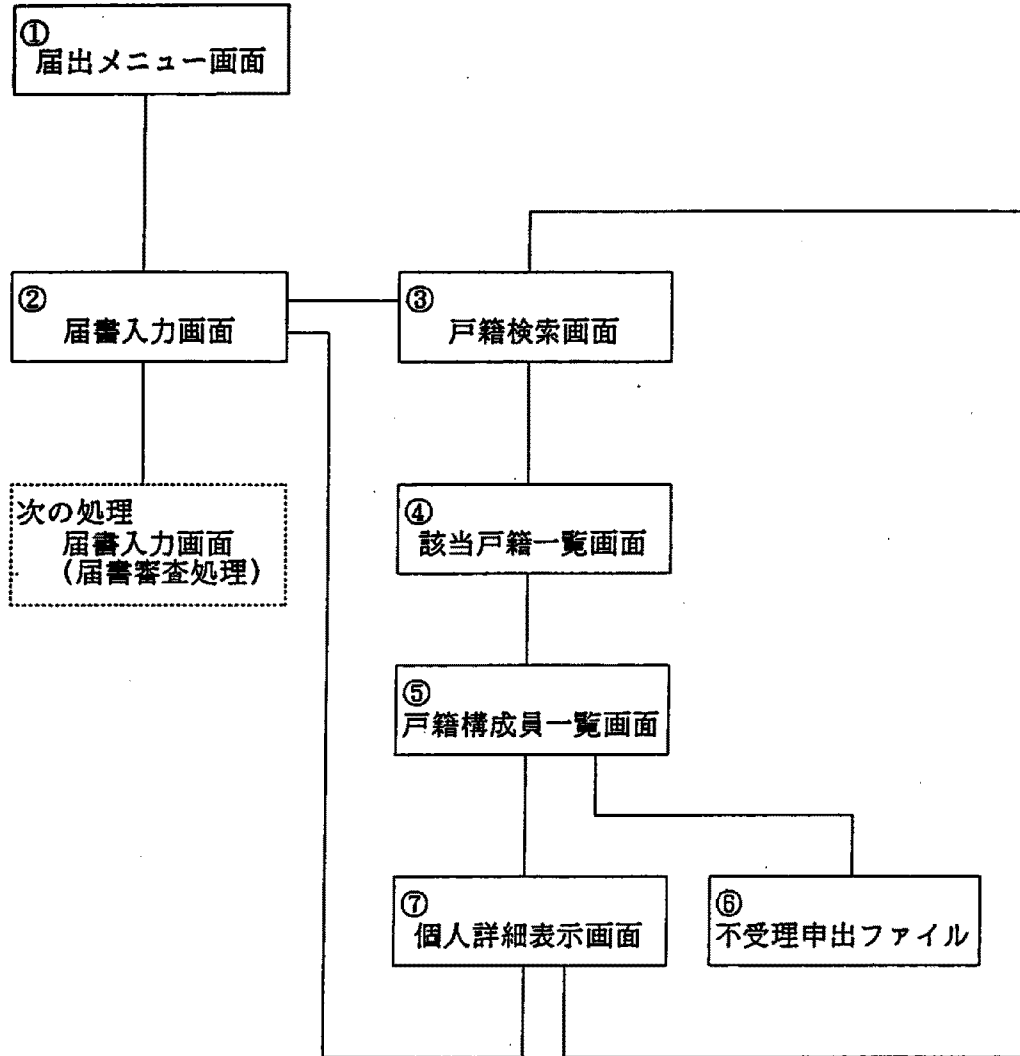 ①
届出メニュー画面
②
届書入力画面
③
戸籍検索画面
次の処理
届書入力画面
(届書審査処理)
④
該当戸籍一覧画面
⑤
戸籍構成員一覧画面
⑦
個人詳細表示画面
⑥
不受理申出ファイル